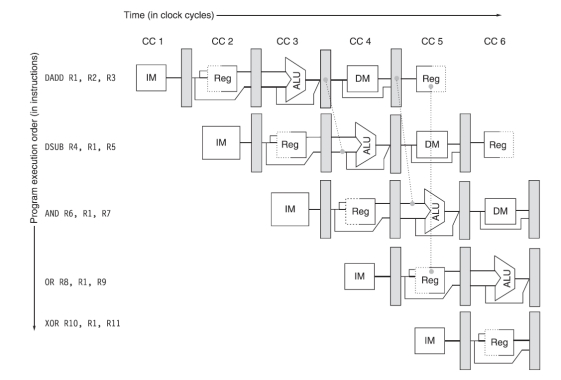 Time (in clock cycles)
CC 1 CC 2 CC 3 CC 4 CC 5 CC 6
Program execution order (in instructions)
DADD R1, R2, R3 IM Reg ALU DM Reg
DSUB R4, R1, R5 IM Reg ALU DM Reg
AND R6, R1, R7 IM Reg ALU DM
OR R8, R1, R9 IM Reg ALU
XOR R10, R1, R11 IM Reg